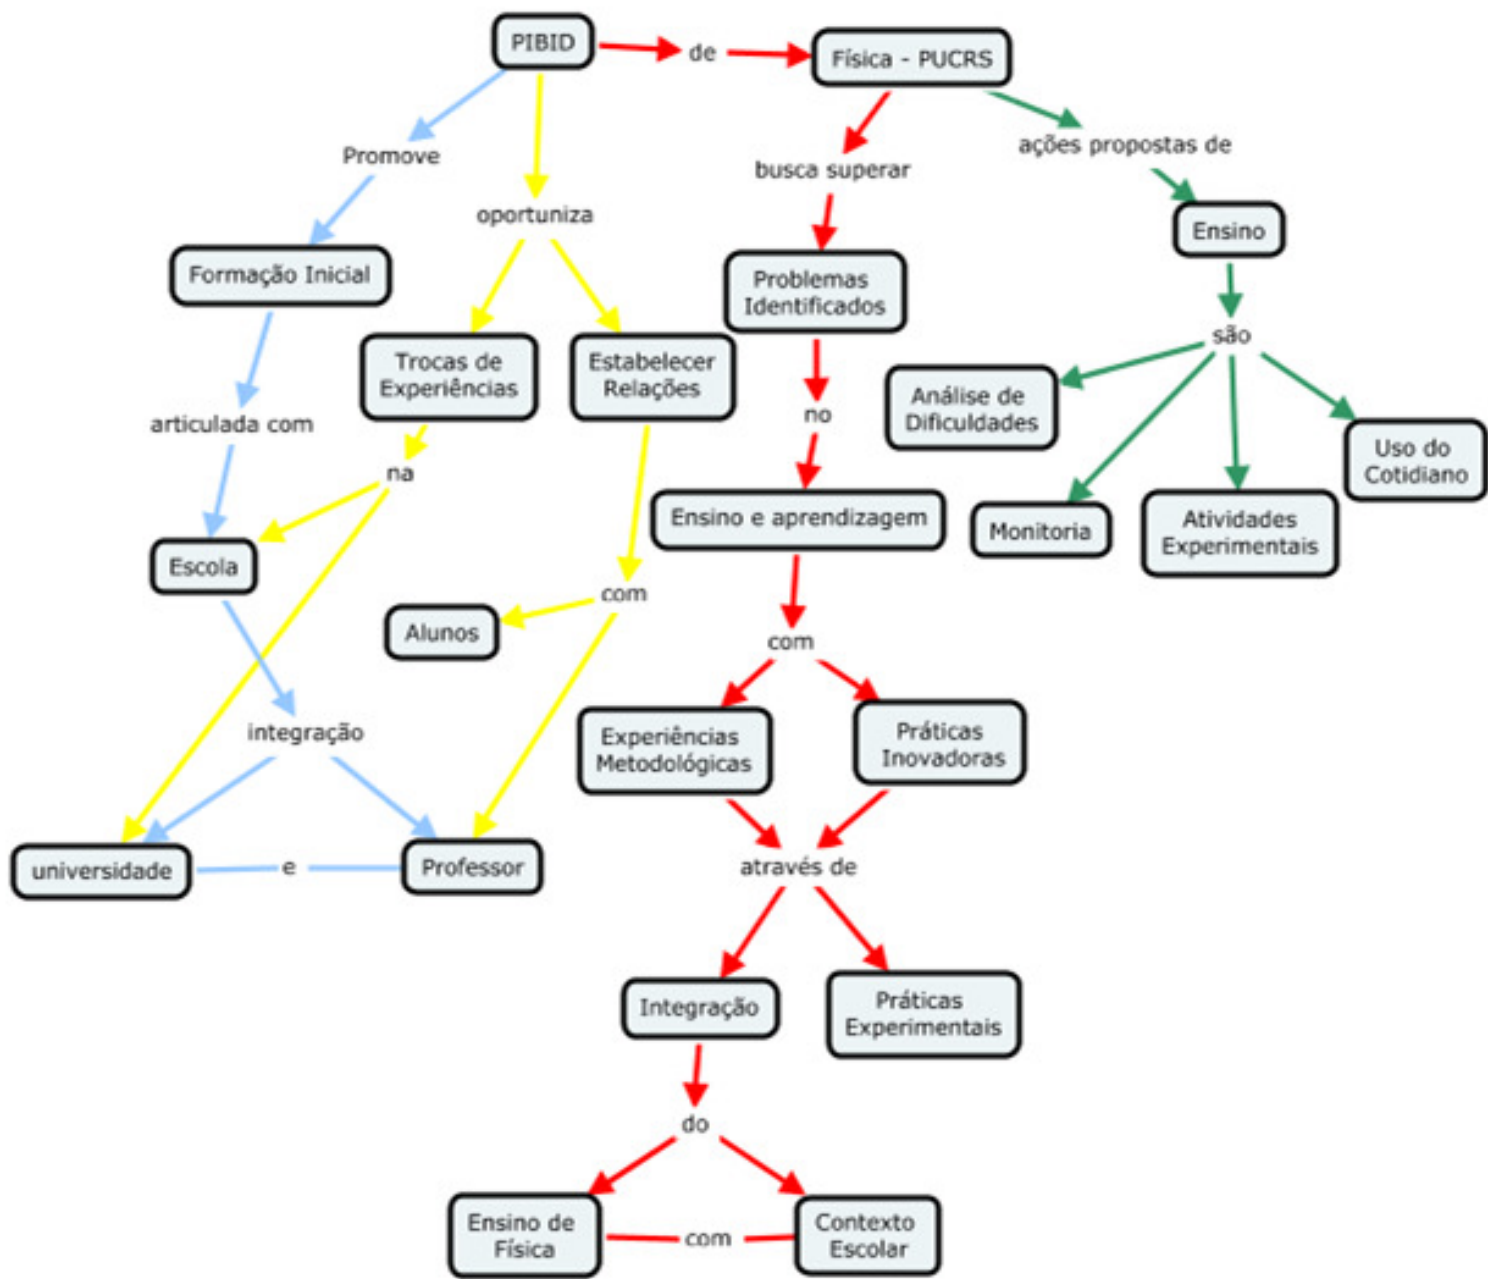 PIBID
de
Física - PUCRS
Promove
busca superar
ações propostas de
oportuniza
Ensino
Formação Inicial
Problemas
Identificados
são
Trocas de
Experiências
Estabelecer
Relações
Análise de
Dificuldades
no
articulada com
na
Uso do
Cotidiano
Ensino e aprendizagem
Monitoria
Atividades
Experimentais
Escola
com
Alunos
com
integração
Experiências
Metodológicas
Práticas
Inovadoras
universidade
e
Professor
através de
Integração
Práticas
Experimentais
do
Ensino de
Física
com
Contexto
Escolar